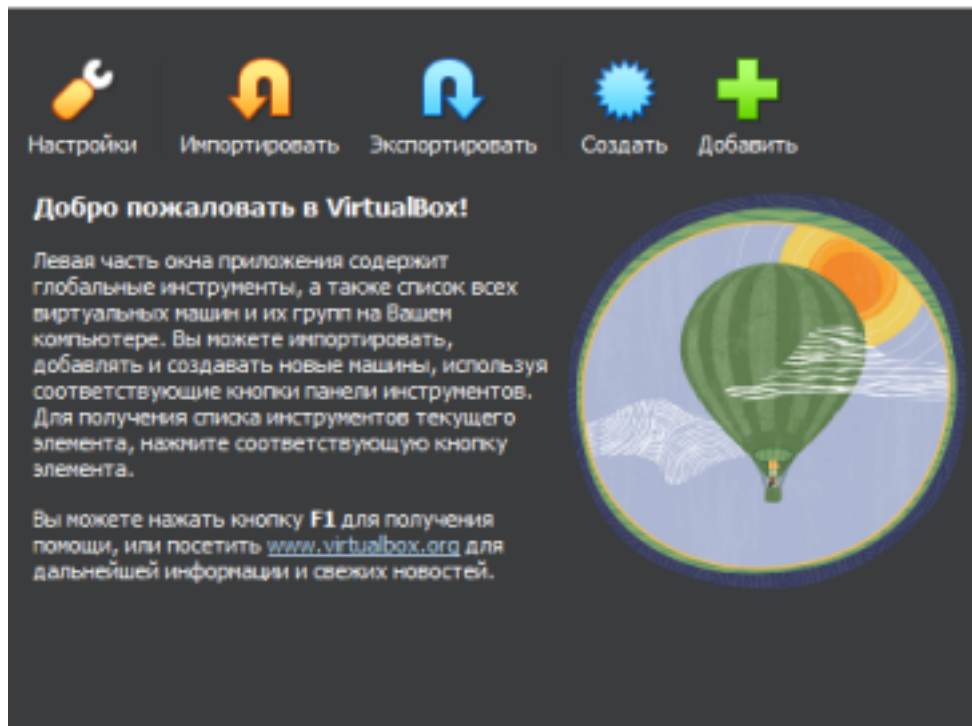 Настройки Импортировать Экспортировать Создать Добавить
Добро пожаловать в VirtualBox!
Левая часть окна приложения содержит
глобальные инструменты, а также список всех
виртуальных машин и их групп на Вашем
компьютере. Вы можете импортировать,
добавлять и создавать новые машины, используя
соответствующие кнопки панели инструментов.
Для получения списка инструментов текущего
элемента, нажмите соответствующую кнопку
элемента.
Вы можете нажать кнопку F1 для получения
помощи, или посетить www.virtualbox.org для
дальнейшей информации и свежих новостей.